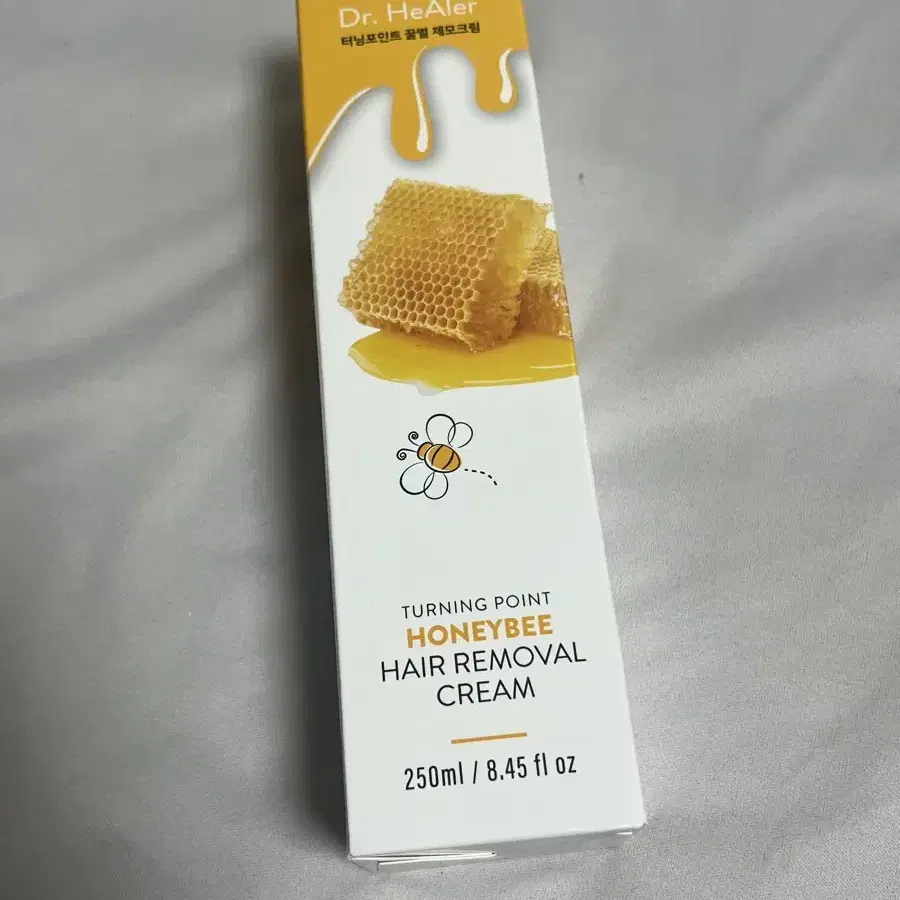 Dr. HeAler
터닝포인트 꿀벌 제모크림
TURNING POINT
HONEYBEE
HAIR REMOVAL
CREAM
250ml / 8.45 fl oz